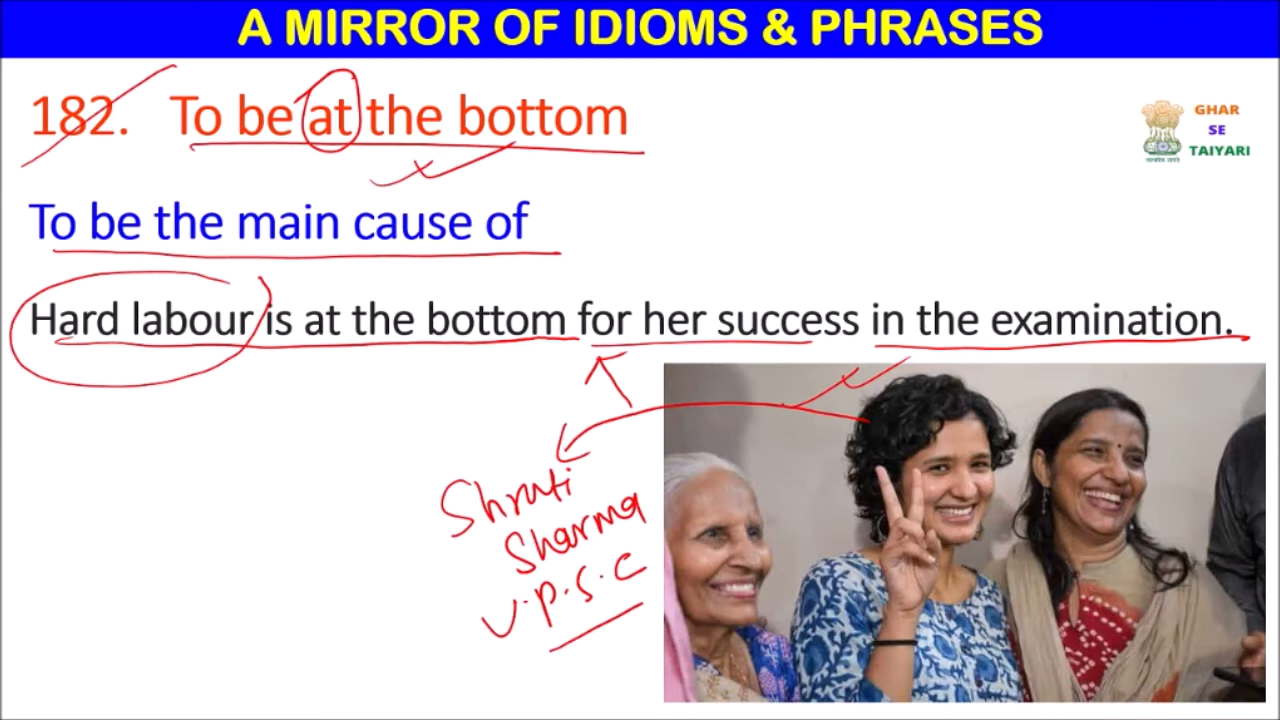 A MIRROR OF IDIOMS & PHRASES
182. To be at the bottom
GHAR
SE
TAIYARI
To be the main cause of
Hard labour is at the bottom for her success in the examination.
Shruti
Sharma
U.P.S.C